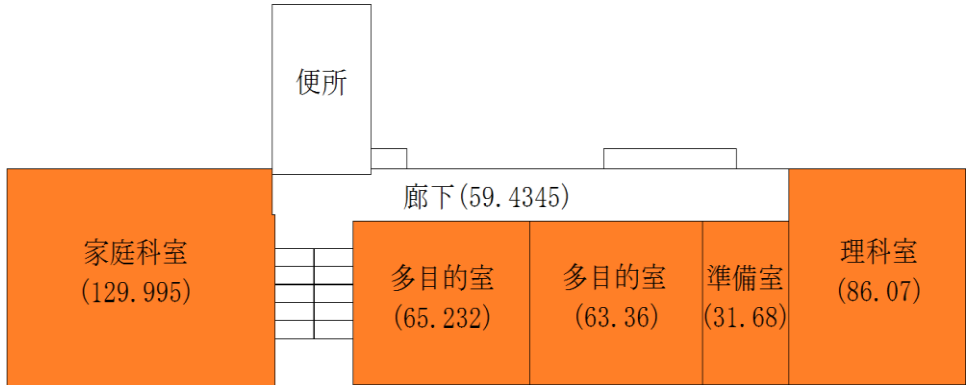 便所
廊下(59.4345)
家庭科室
(129.995)
多目的室
(65.232)
多目的室
(63.36)
準備室
(31.68)
理科室
(86.07)